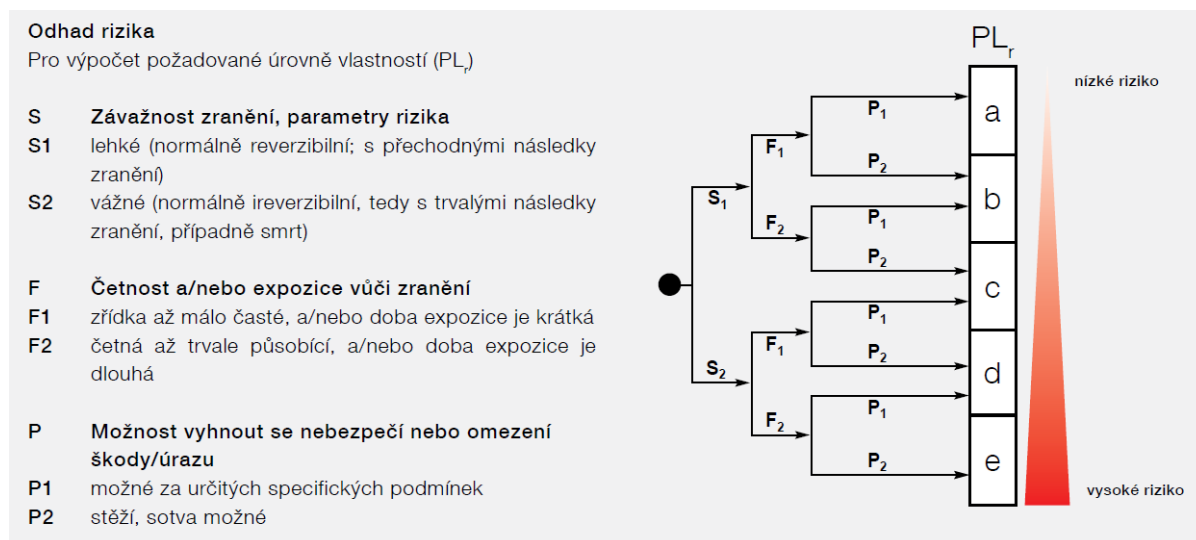 Odhad rizika
Pro výpočet požadované úrovně vlastností (PLr)
S Závažnost zranění, parametry rizika
S1 lehké (normálně reverzibilní; s přechodnými následky
zranění)
S2 vážné (normálně ireverzibilní, tedy s trvalými následky
zranění, případně smrt)
F Četnost a/nebo expozice vůči zranění
F1 zřídka až málo časté, a/nebo doba expozice je krátká
F2 četná až trvale působící, a/nebo doba expozice je
dlouhá
P Možnost vyhnout se nebezpečí nebo omezení
škody/úrazu
P1 možné za určitých specifických podmínek
P2 stěží, sotva možné
PLr
nízké riziko
P1
a
F1
P2
S1
b
P1
F2
P2
c
P1
F1
P2
S2
d
P1
F2
P2
e
vysoké riziko